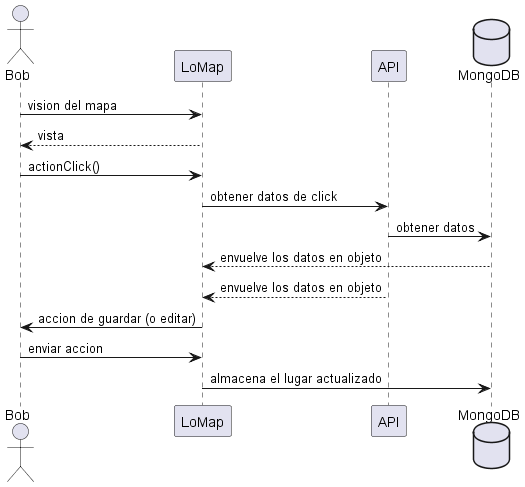 Bob
LoMap
API
MongoDB
vision del mapa
vista
actionClick()
obtener datos de click
obtener datos
envuelve los datos en objeto
envuelve los datos en objeto
accion de guardar (o editar)
enviar accion
almacena el lugar actualizado
Bob
LoMap
API
MongoDB